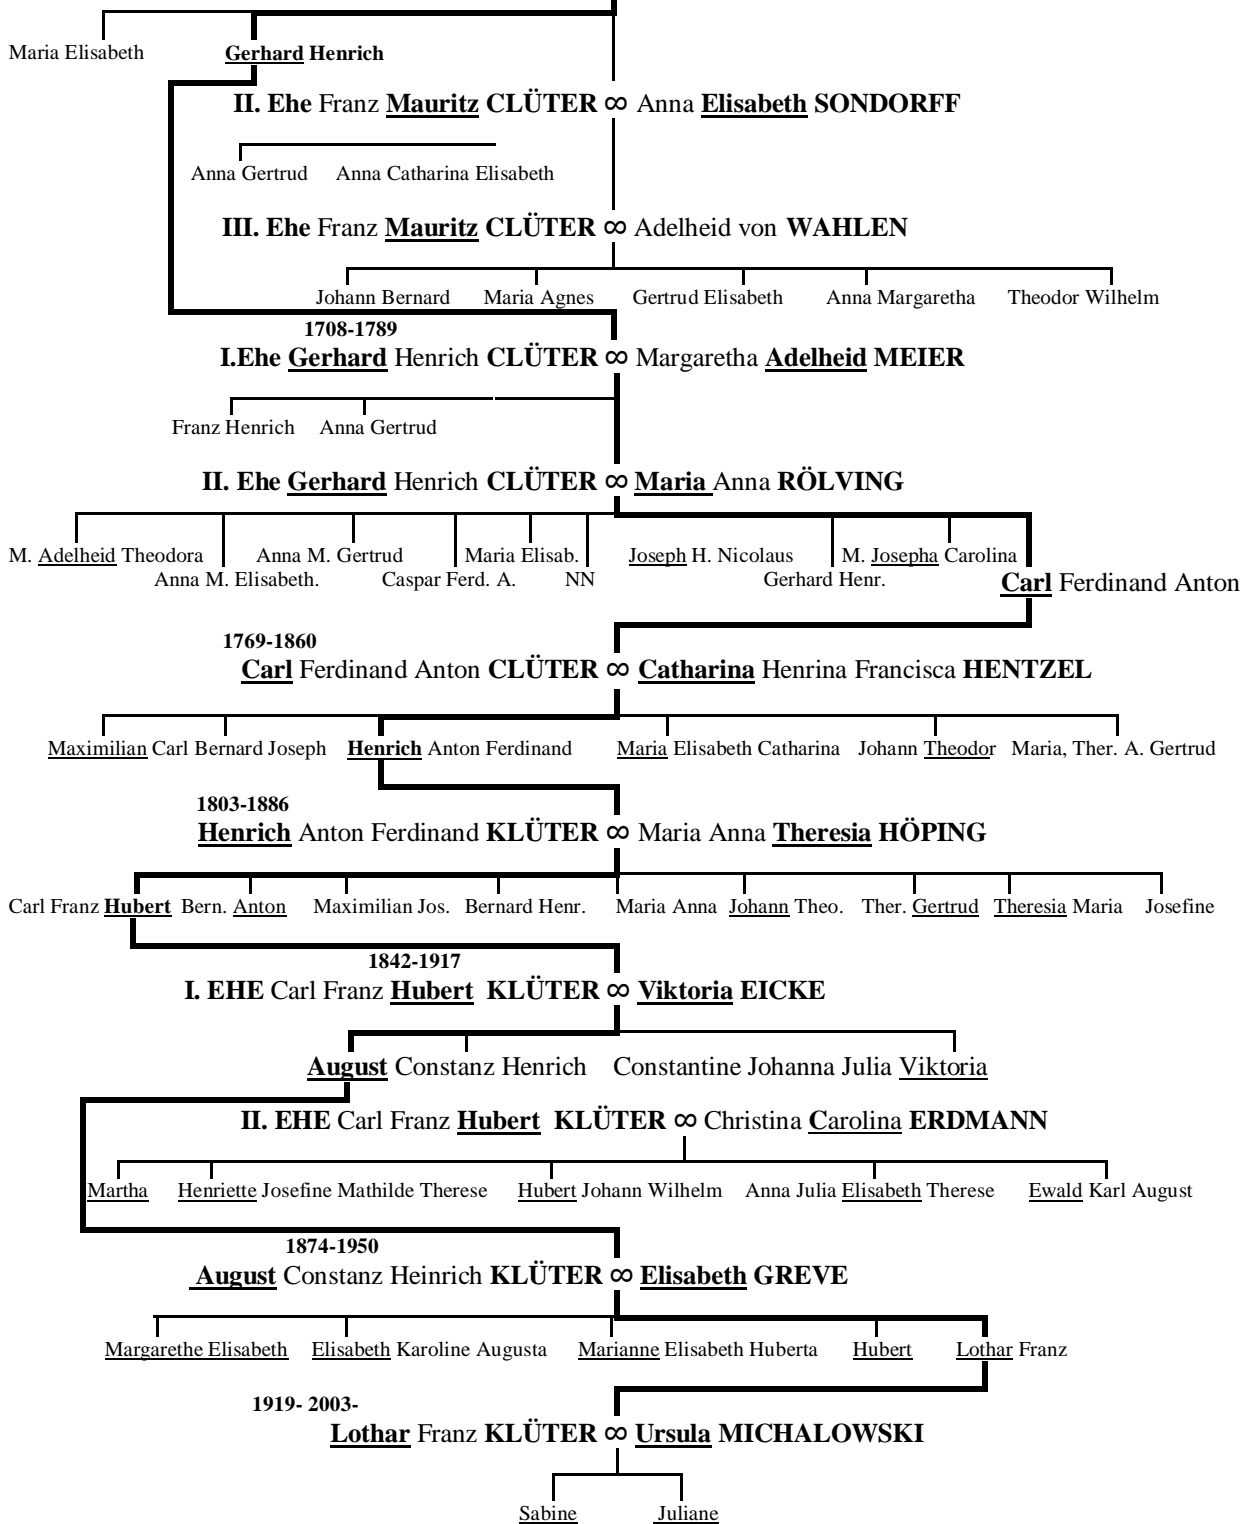 Maria Elisabeth Gerhard Henrich
II. Ehe Franz Mauritz CLÜTER ∞ Anna Elisabeth SONDORFF
Anna Gertrud Anna Catharina Elisabeth
III. Ehe Franz Mauritz CLÜTER ∞ Adelheid von WAHLEN
Johann Bernard Maria Agnes Gertrud Elisabeth Anna Margaretha Theodor Wilhelm
1708-1789
I.Ehe Gerhard Henrich CLÜTER ∞ Margaretha Adelheid MEIER
Franz Henrich Anna Gertrud
II. Ehe Gerhard Henrich CLÜTER ∞ Maria Anna RÖLVING
M. Adelheid Theodora Anna M. Gertrud Maria Elisab. Joseph H. Nicolaus M. Josepha Carolina
Anna M. Elisabeth. Caspar Ferd. A. NN Gerhard Henr. Carl Ferdinand Anton
1769-1860
Carl Ferdinand Anton CLÜTER ∞ Catharina Henrina Francisca HENTZEL
Maximilian Carl Bernard Joseph Henrich Anton Ferdinand Maria Elisabeth Catharina Johann Theodor Maria, Ther. A. Gertrud
1803-1886
Henrich Anton Ferdinand KLÜTER ∞ Maria Anna Theresia HÖPING
Carl Franz Hubert Bern. Anton Maximilian Jos. Bernard Henr. Maria Anna Johann Theo. Ther. Gertrud Theresia Maria Josefine
1842-1917
I. EHE Carl Franz Hubert KLÜTER ∞ Viktoria EICKE
August Constanz Henrich Constantine Johanna Julia Viktoria
II. EHE Carl Franz Hubert KLÜTER ∞ Christina Carolina ERDMANN
Martha Henriette Josefine Mathilde Therese Hubert Johann Wilhelm Anna Julia Elisabeth Therese Ewald Karl August
1874-1950
August Constanz Heinrich KLÜTER ∞ Elisabeth GREVE
Margarethe Elisabeth Elisabeth Karoline Augusta Marianne Elisabeth Huberta Hubert Lothar Franz
1919- 2003-
Lothar Franz KLÜTER ∞ Ursula MICHALOWSKI
Sabine Juliane